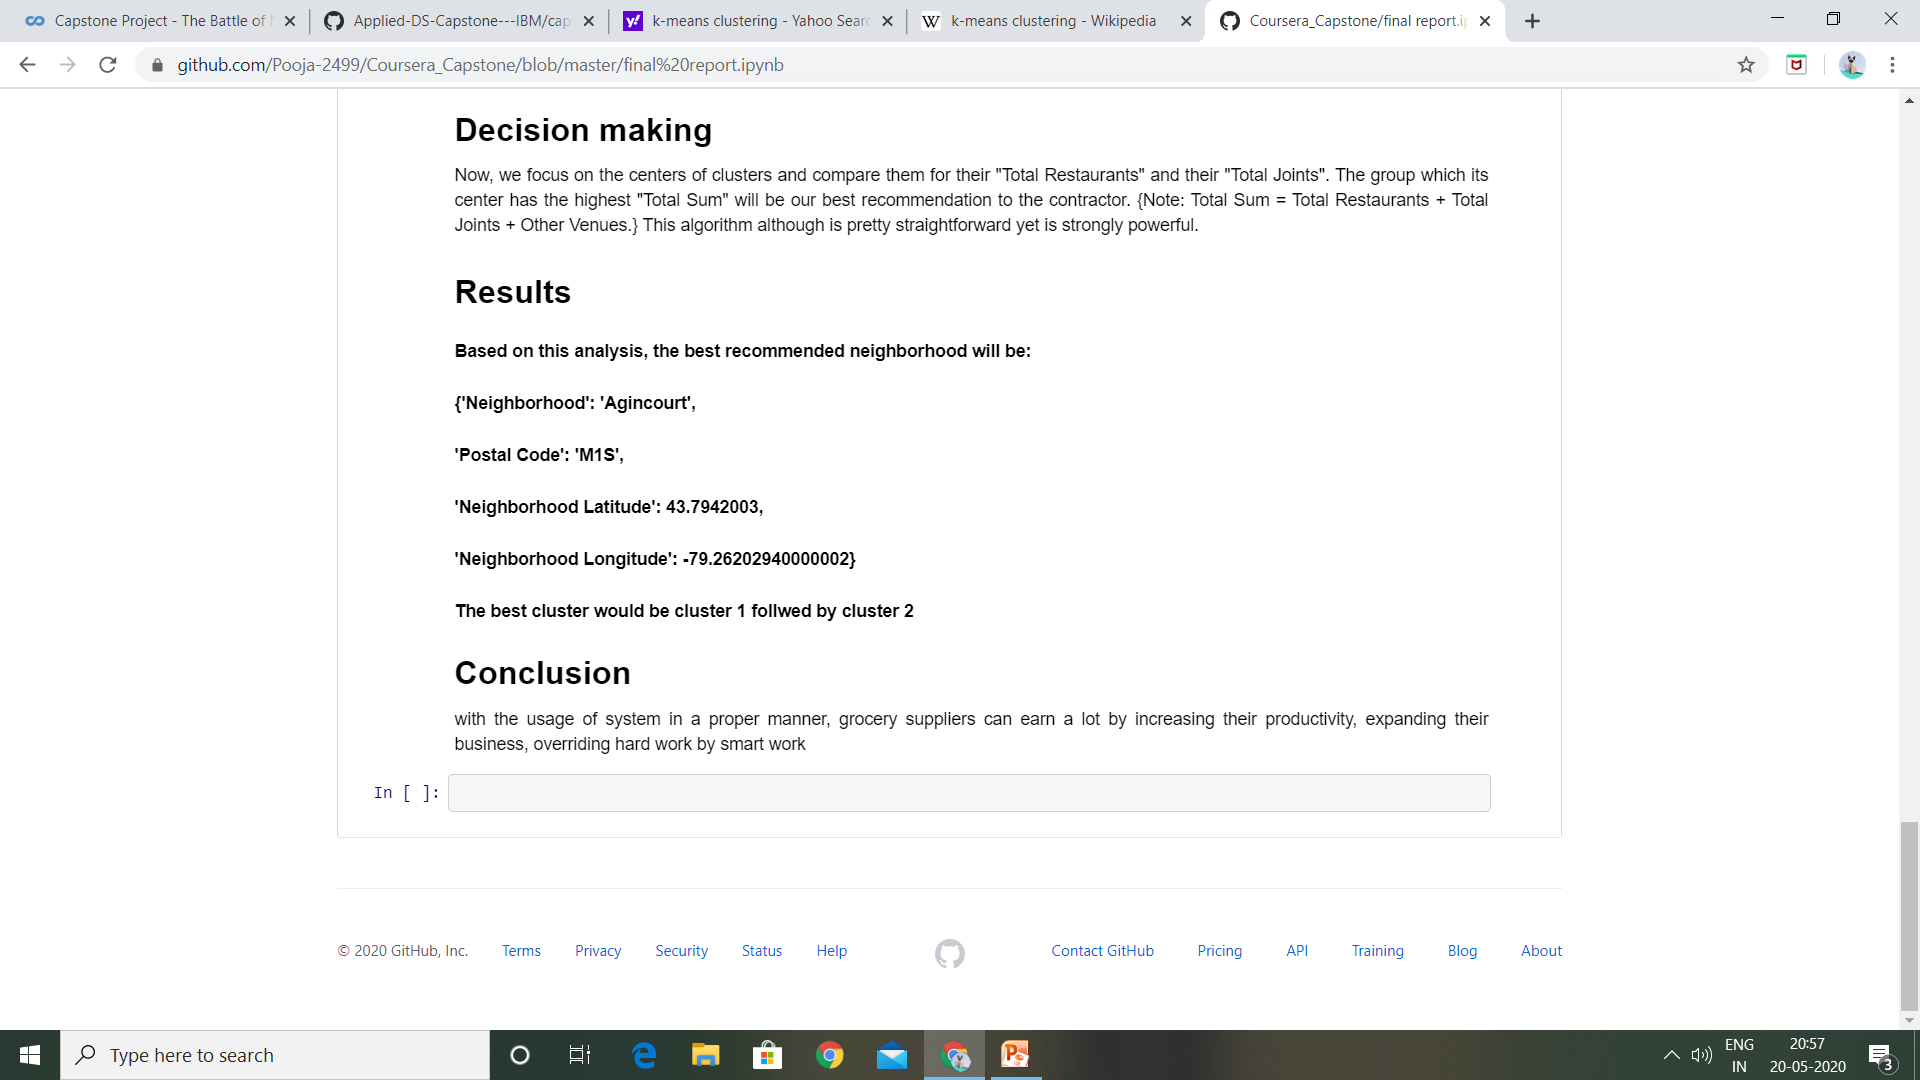 Capstone Project - The Battle of
Applied-DS-Capstone---IBM/cap
k-means clustering - Yahoo Searc
k-means clustering - Wikipedia
Coursera_Capstone/final report.i
github.com/Pooja-2499/Coursera_Capstone/blob/master/final%20report.ipynb
Decision making
Now, we focus on the centers of clusters and compare them for their "Total Restaurants" and their "Total Joints". The group which its
center has the highest "Total Sum" will be our best recommendation to the contractor. {Note: Total Sum = Total Restaurants + Total
Joints + Other Venues.} This algorithm although is pretty straightforward yet is strongly powerful.
Results
Based on this analysis, the best recommended neighborhood will be:
{'Neighborhood': 'Agincourt',
'Postal Code': 'M1S',
'Neighborhood Latitude': 43.7942003,
'Neighborhood Longitude': -79.26202940000002}
The best cluster would be cluster 1 follwed by cluster 2
Conclusion
with the usage of system in a proper manner, grocery suppliers can earn a lot by increasing their productivity, expanding their
business, overriding hard work by smart work
In [ ]:
© 2020 GitHub, Inc. Terms Privacy Security Status Help Contact GitHub Pricing API Training Blog About
Type here to search
ENG
IN
20:57
20-05-2020
3